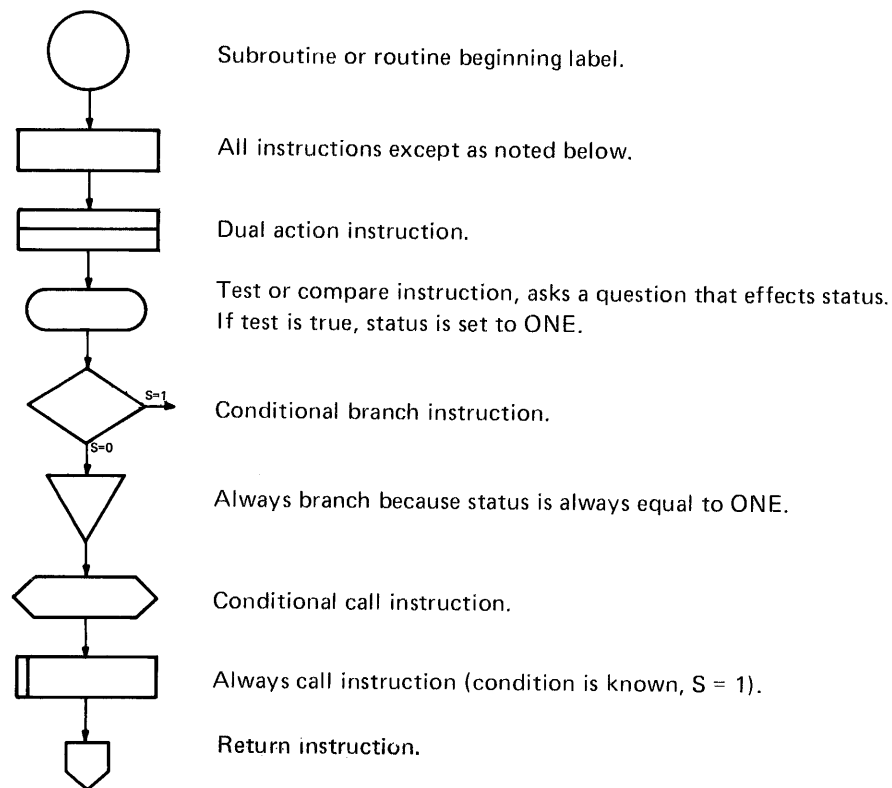 Subroutine or routine beginning label.
All instructions except as noted below.
Dual action instruction.
Test or compare instruction, asks a question that effects status.
If test is true, status is set to ONE.
S=1
Conditional branch instruction.
S=0
Always branch because status is always equal to ONE.
Conditional call instruction.
Always call instruction (condition is known, S = 1).
Return instruction.